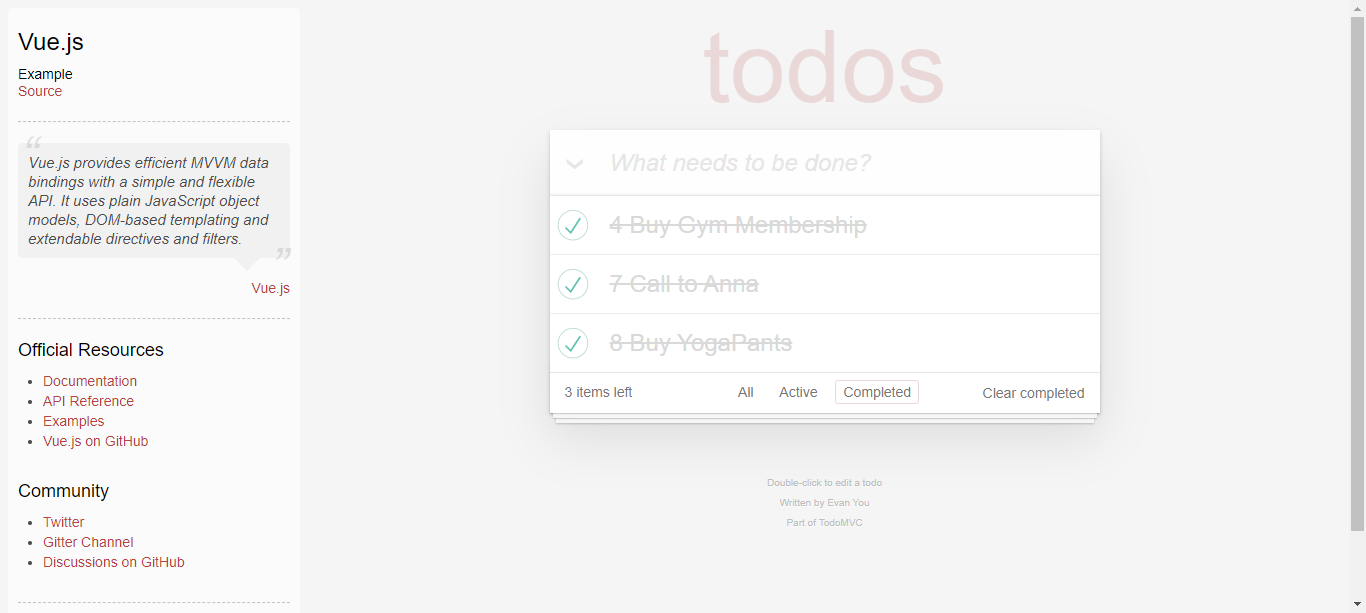 Vue.js
Example
Source
“
Vue.js provides efficient MVVM data
bindings with a simple and flexible
API. It uses plain JavaScript object
models, DOM-based templating and
extendable directives and filters.
”
Vue.js
Official Resources
Documentation
API Reference
Examples
Vue.js on GitHub
Community
Twitter
Gitter Channel
Discussions on GitHub
todos
What needs to be done?
4 Buy Gym Membership
7 Call to Anna
8 Buy YogaPants
3 items left All Active Completed Clear completed
Double-click to edit a todo
Written by Evan You
Part of TodoMVC